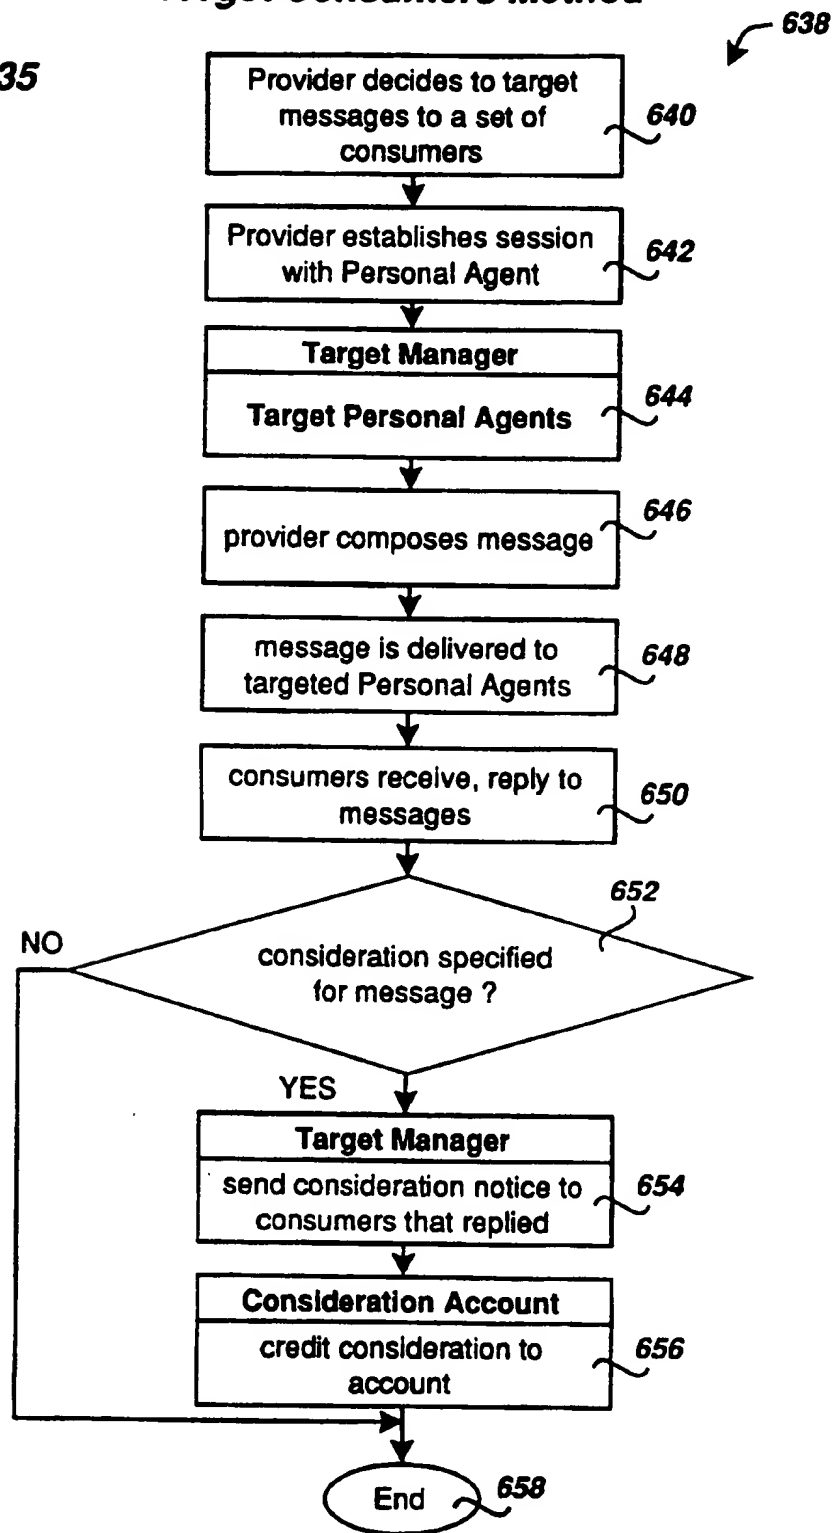 Consumers Method
638
35
Provider decides to target
messages to a set of
consumers
640
Provider establishes session
with Personal Agent
642
Target Manager
Target Personal Agents
644
provider composes message
646
message is delivered to
targeted Personal Agents
648
consumers receive, reply to
messages
650
652
NO
consideration specified
for message ?
YES
Target Manager
send consideration notice to
consumers that replied
654
Consideration Account
credit consideration to
account
656
End
658